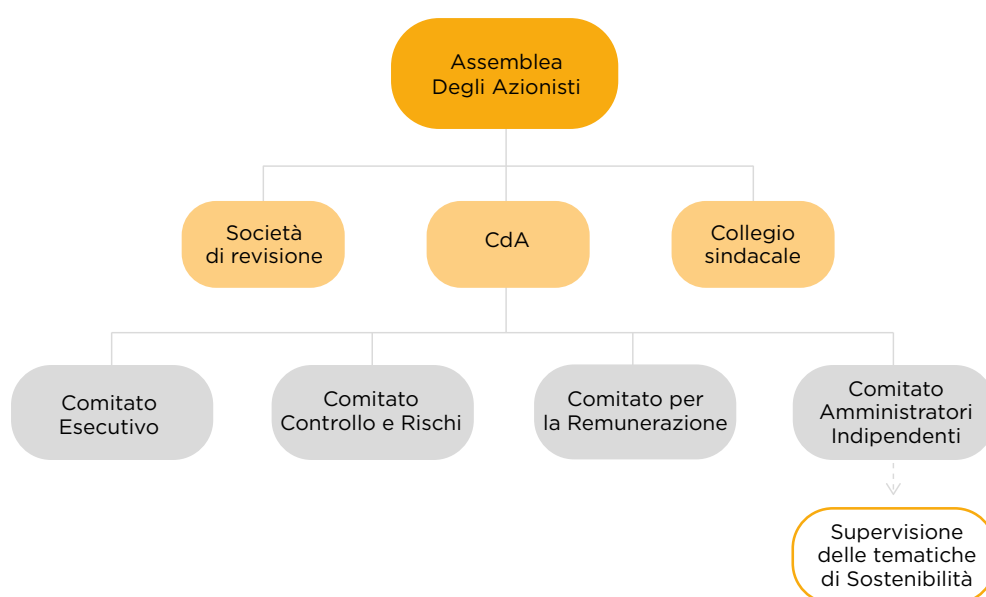 Assemblea
Degli Azionisti
Società
di revisione
CdA
Collegio
sindacale
Comitato
Esecutivo
Comitato
Controllo e Rischi
Comitato per
la Remunerazione
Comitato
Amministratori
Indipendenti
Supervisione
delle tematiche
di Sostenibilità